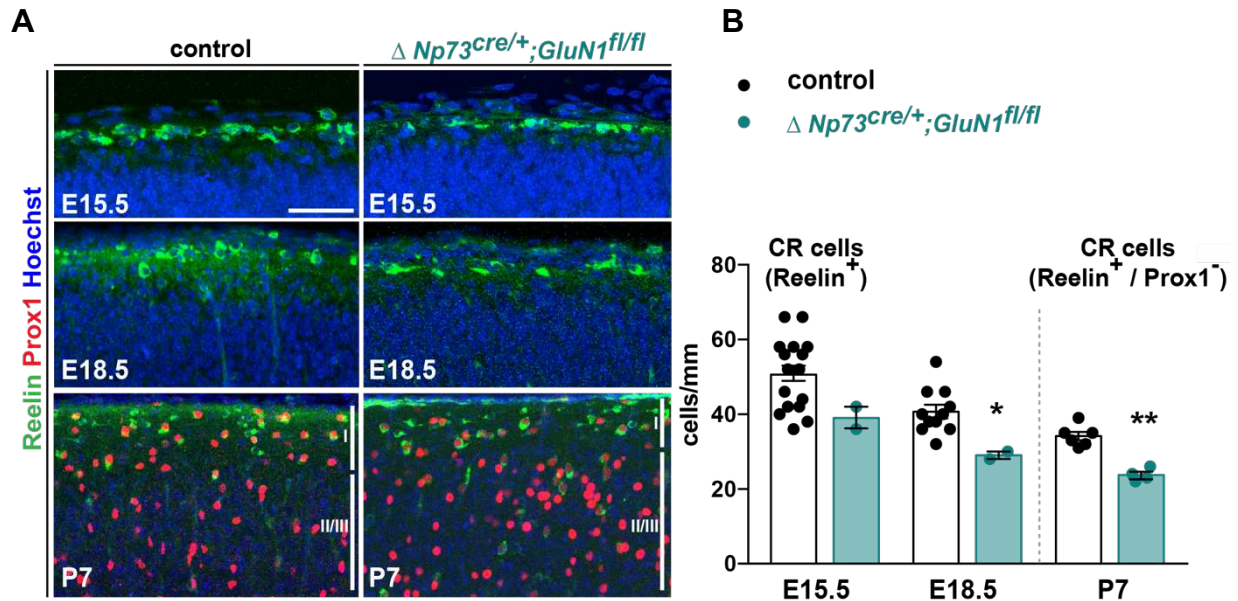 A
control
Δ Np73cre/+;GluN1fl/fl
Reelin Prox1 Hoechst
E15.5
E15.5
E18.5
E18.5
I
II/III
P7
I
II/III
P7
B
control
Δ Np73cre/+;GluN1fl/fl
CR cells
(Reelin+)
CR cells
(Reelin+ / Prox1-)
cells/mm
80
60
40
20
0
*
**
E15.5
E18.5
P7